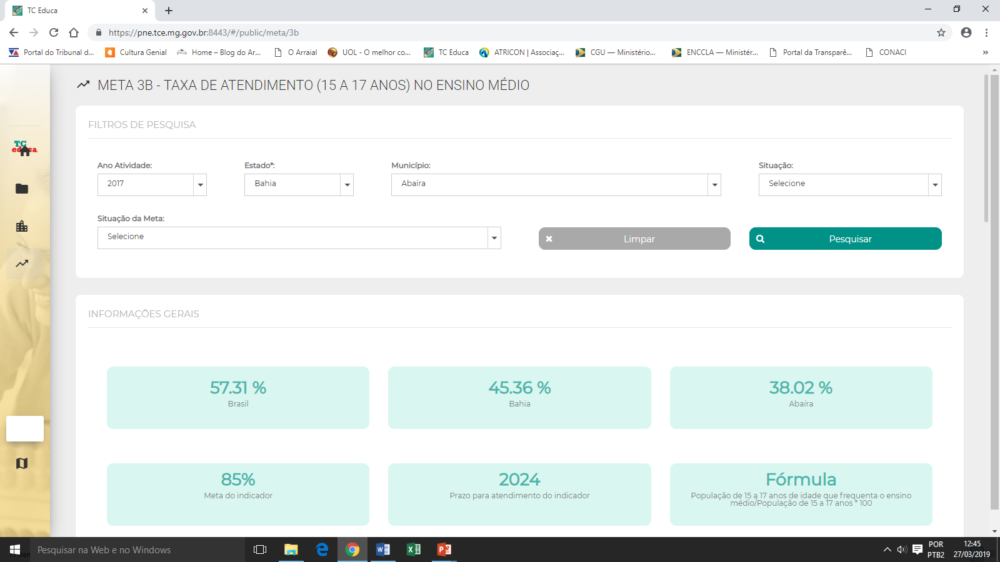 TC Educa
https://pne.tce.mg.gov.br:8443/#/public/meta/3b
Portal do Tribunal d... Cultura Genial Home – Blog do Ar... O Arraial UOL - O melhor co... TC Educa ATRICON | Associaç... CGU — Ministério... ENCCLA — Ministér... Portal da Transparê... CONACI »
META 3B - TAXA DE ATENDIMENTO (15 A 17 ANOS) NO ENSINO MÉDIO
FILTROS DE PESQUISA
TC
educa
Ano Atividade: Estado*: Município: Situação:
2017 Bahia Abaíra Selecione
Situação da Meta:
Selecione Limpar Pesquisar
INFORMAÇÕES GERAIS
57.31 % 45.36 % 38.02 %
Brasil Bahia Abaíra
85% 2024 Fórmula
Meta do indicador Prazo para atendimento do indicador População de 15 a 17 anos de idade que frequenta o ensino
médio/População de 15 a 17 anos * 100
Pesquisar na Web e no Windows
POR 12:45
PTB2 27/03/2019